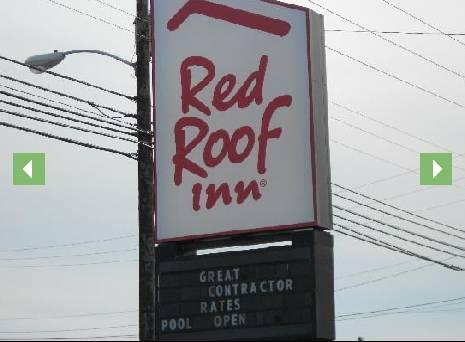 Red
Roof
inn®
GREAT
CONTRACTOR
RATES
POOL OPEN